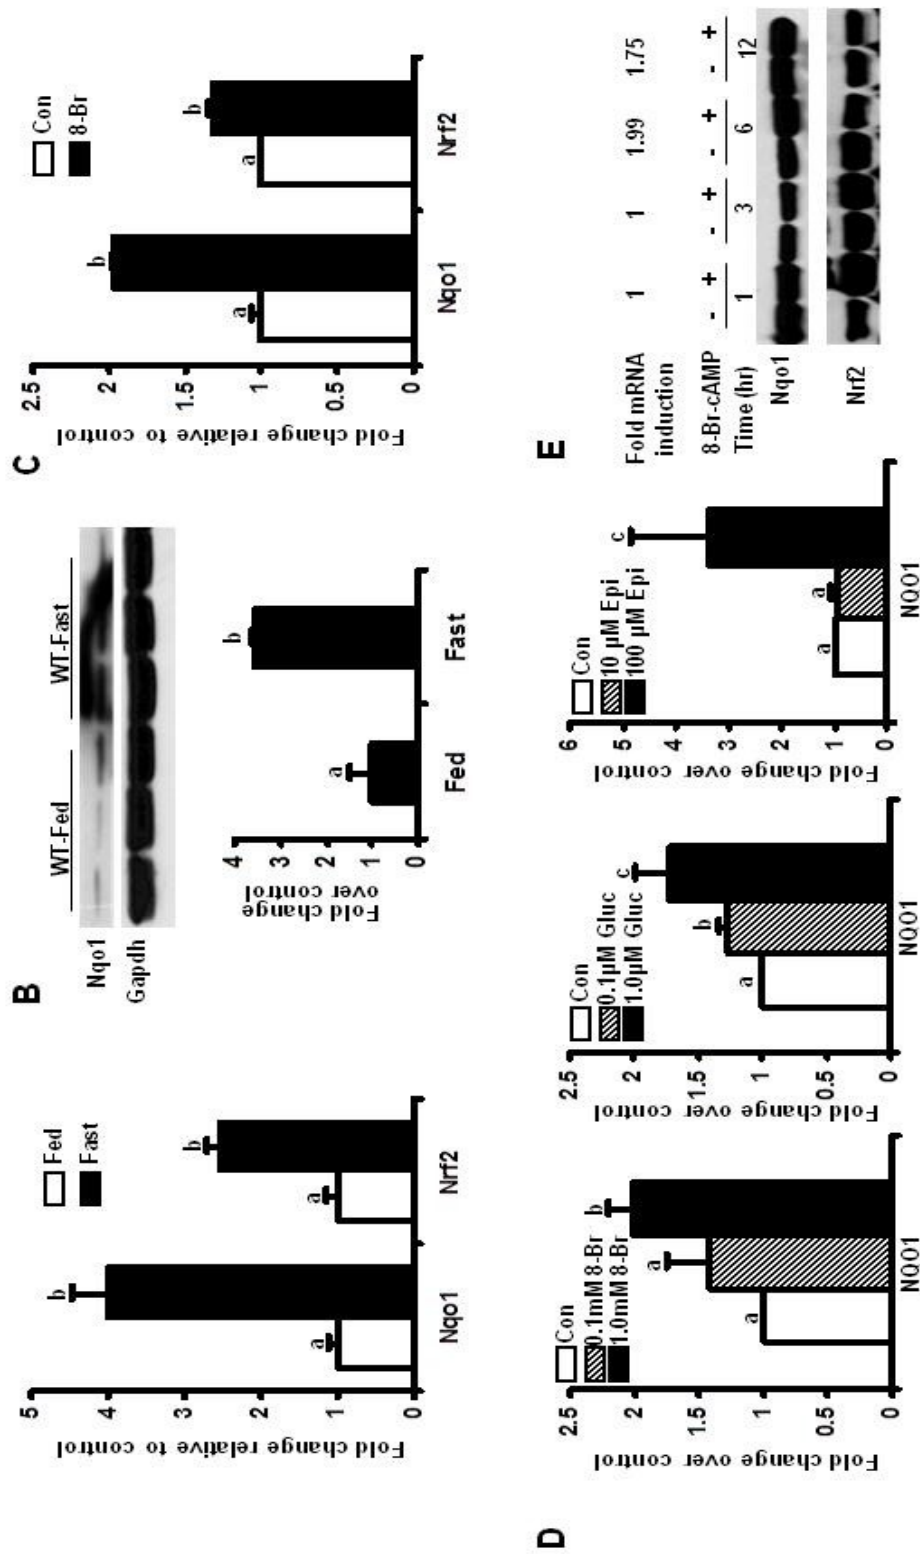 5
4
3
2
1
0
Fold change relative to control
Fed
Fast
a
b
a
b
Nqo1
Nrf2
B
WT-Fed
WT-Fast
Nqo1
Gapdh
4
3
2
1
0
Fold change
over control
a
b
Fed
Fast
C
2.5
2
1.5
1
0.5
0
Fold change relative to control
Con
8-Br
a
b
a
b
Nqo1
Nrf2
D
2.5
2
1.5
1
0.5
0
Fold change over control
Con
0.1mM 8-Br
1.0mM 8-Br
a
a
b
NQO1
2.5
2
1.5
1
0.5
0
Fold change over control
Con
0.1µM Gluc
1.0µM Gluc
a
b
c
NQO1
6
5
4
3
2
1
0
Fold change over control
Con
10 µM Epi
100 µM Epi
a
a
c
NQO1
E
Fold mRNA 1 1 1.99 1.75
induction
8-Br-cAMP - + - + - + - +
Time (hr) 1 3 6 12
Nqo1
Nrf2